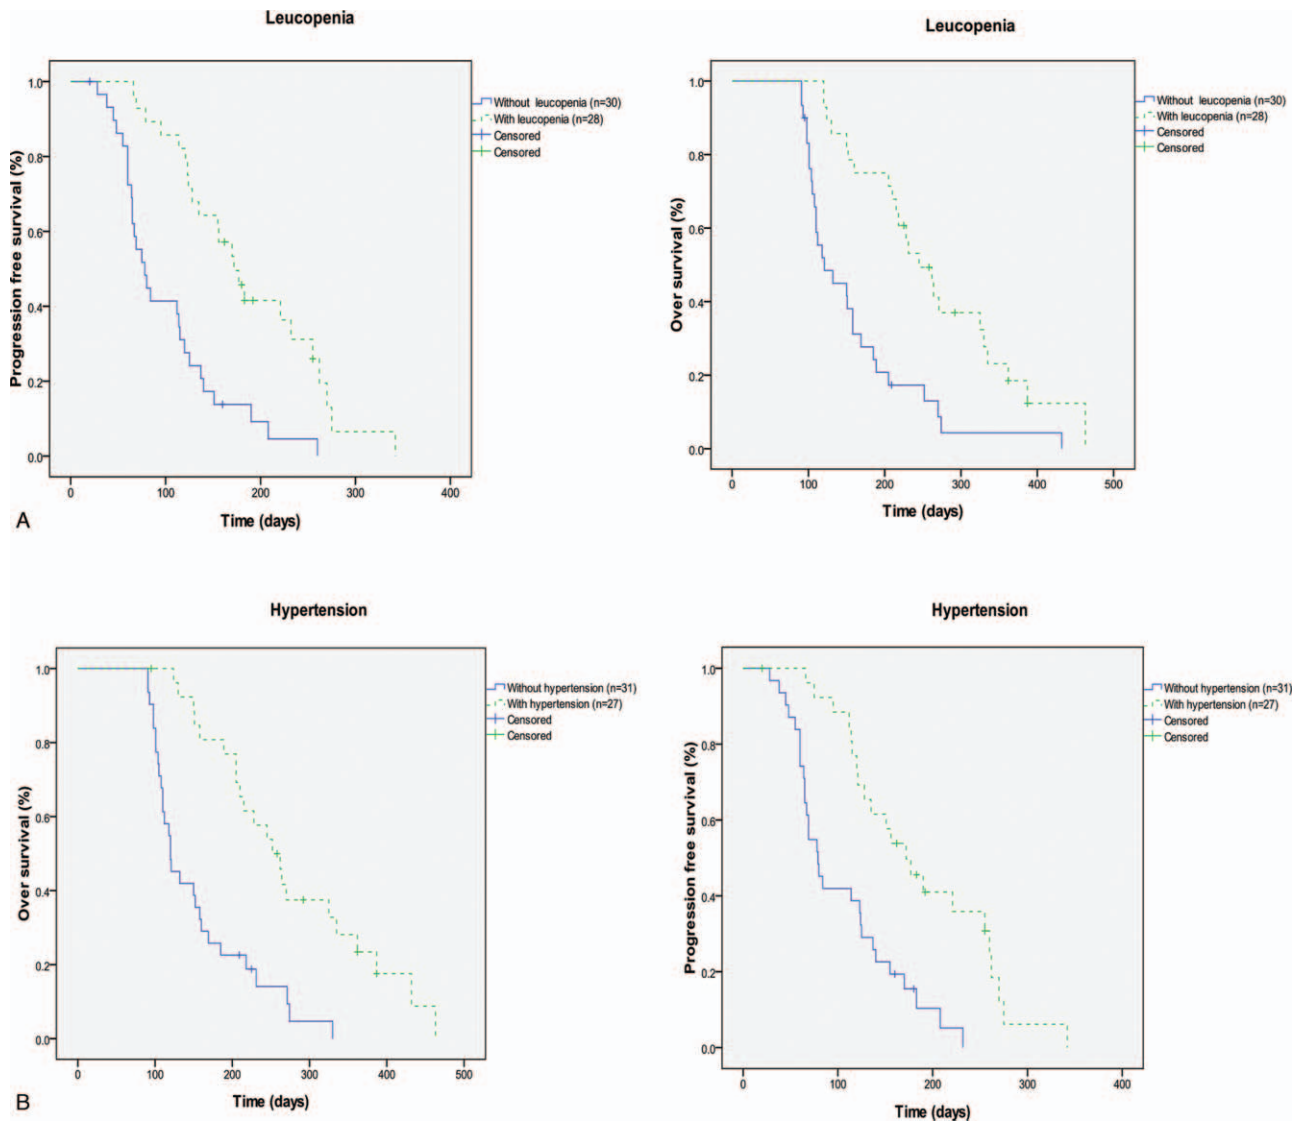 Leucopenia
Progression free survival (%)
1.0
0.8
0.6
0.4
0.2
0.0
0 100 200 300 400
Time (days)
Without leucopenia (n=30)
With leucopenia (n=28)
Censored
Censored
A
Leucopenia
Over survival (%)
1.0
0.8
0.6
0.4
0.2
0.0
0 100 200 300 400 500
Time (days)
Without leucopenia (n=30)
With leucopenia (n=28)
Censored
Censored
Hypertension
Over survival (%)
1.0
0.8
0.6
0.4
0.2
0.0
0 100 200 300 400 500
Time (days)
Without hypertension (n=31)
With hypertension (n=27)
Censored
Censored
B
Hypertension
Progression free survival (%)
1.0
0.8
0.6
0.4
0.2
0.0
0 100 200 300 400
Time (days)
Without hypertension (n=31)
With hypertension (n=27)
Censored
Censored